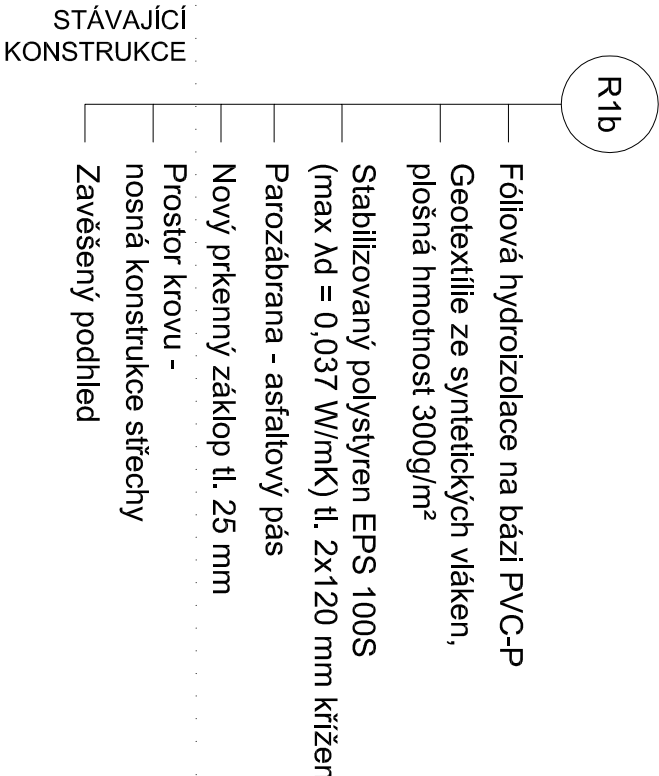 R1b
Fóliová hydroizolace na bázi PVC-P
Geotextílie ze syntetických vláken,
plošná hmotnost 300g/m²
Stabilizovaný polystyren EPS 100S
(max λd = 0,037 W/mK) tl. 2x120 mm křížen
Parozábrana - asfaltový pás
Nový prkenný záklop tl. 25 mm
Prostor krovu -
nosná konstrukce střechy
Zavěšený podhled
STÁVAJÍCÍ
KONSTRUKCE